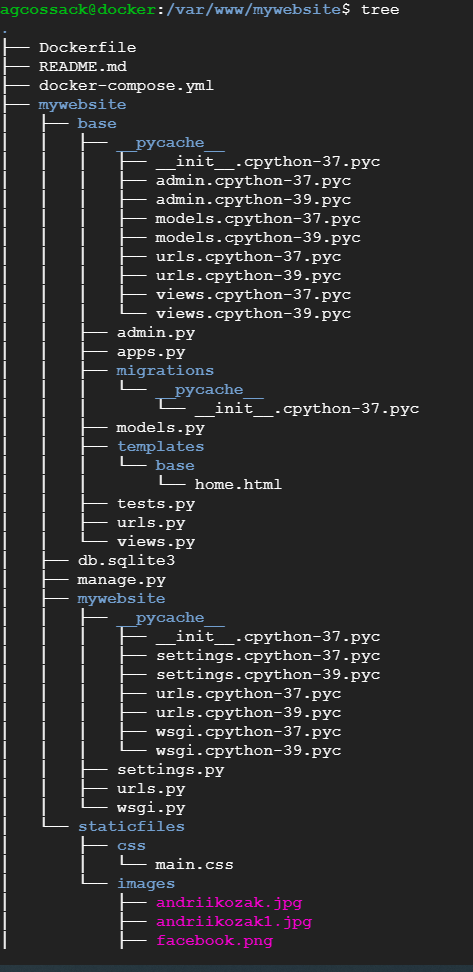 agcossack@docker:/var/www/mywebsite$ tree
.
├── Dockerfile
├── README.md
├── docker-compose.yml
├── mywebsite
│   ├── base
│   │   ├── __pycache__
│   │   │   ├── __init__.cpython-37.pyc
│   │   │   ├── admin.cpython-37.pyc
│   │   │   ├── admin.cpython-39.pyc
│   │   │   ├── models.cpython-37.pyc
│   │   │   ├── models.cpython-39.pyc
│   │   │   ├── urls.cpython-37.pyc
│   │   │   ├── urls.cpython-39.pyc
│   │   │   ├── views.cpython-37.pyc
│   │   │   └── views.cpython-39.pyc
│   │   ├── admin.py
│   │   ├── apps.py
│   │   ├── migrations
│   │   │   └── __pycache__
│   │   │       └── __init__.cpython-37.pyc
│   │   ├── models.py
│   │   ├── templates
│   │   │   └── base
│   │   │       └── home.html
│   │   ├── tests.py
│   │   ├── urls.py
│   │   └── views.py
│   ├── db.sqlite3
│   ├── manage.py
│   ├── mywebsite
│   │   ├── __pycache__
│   │   │   ├── __init__.cpython-37.pyc
│   │   │   ├── settings.cpython-37.pyc
│   │   │   ├── settings.cpython-39.pyc
│   │   │   ├── urls.cpython-37.pyc
│   │   │   ├── urls.cpython-39.pyc
│   │   │   ├── wsgi.cpython-37.pyc
│   │   │   └── wsgi.cpython-39.pyc
│   │   ├── settings.py
│   │   ├── urls.py
│   │   └── wsgi.py
│   └── staticfiles
│       ├── css
│       │   └── main.css
│       └── images
│           ├── andriikozak.jpg
│           ├── andriikozak1.jpg
│           ├── facebook.png